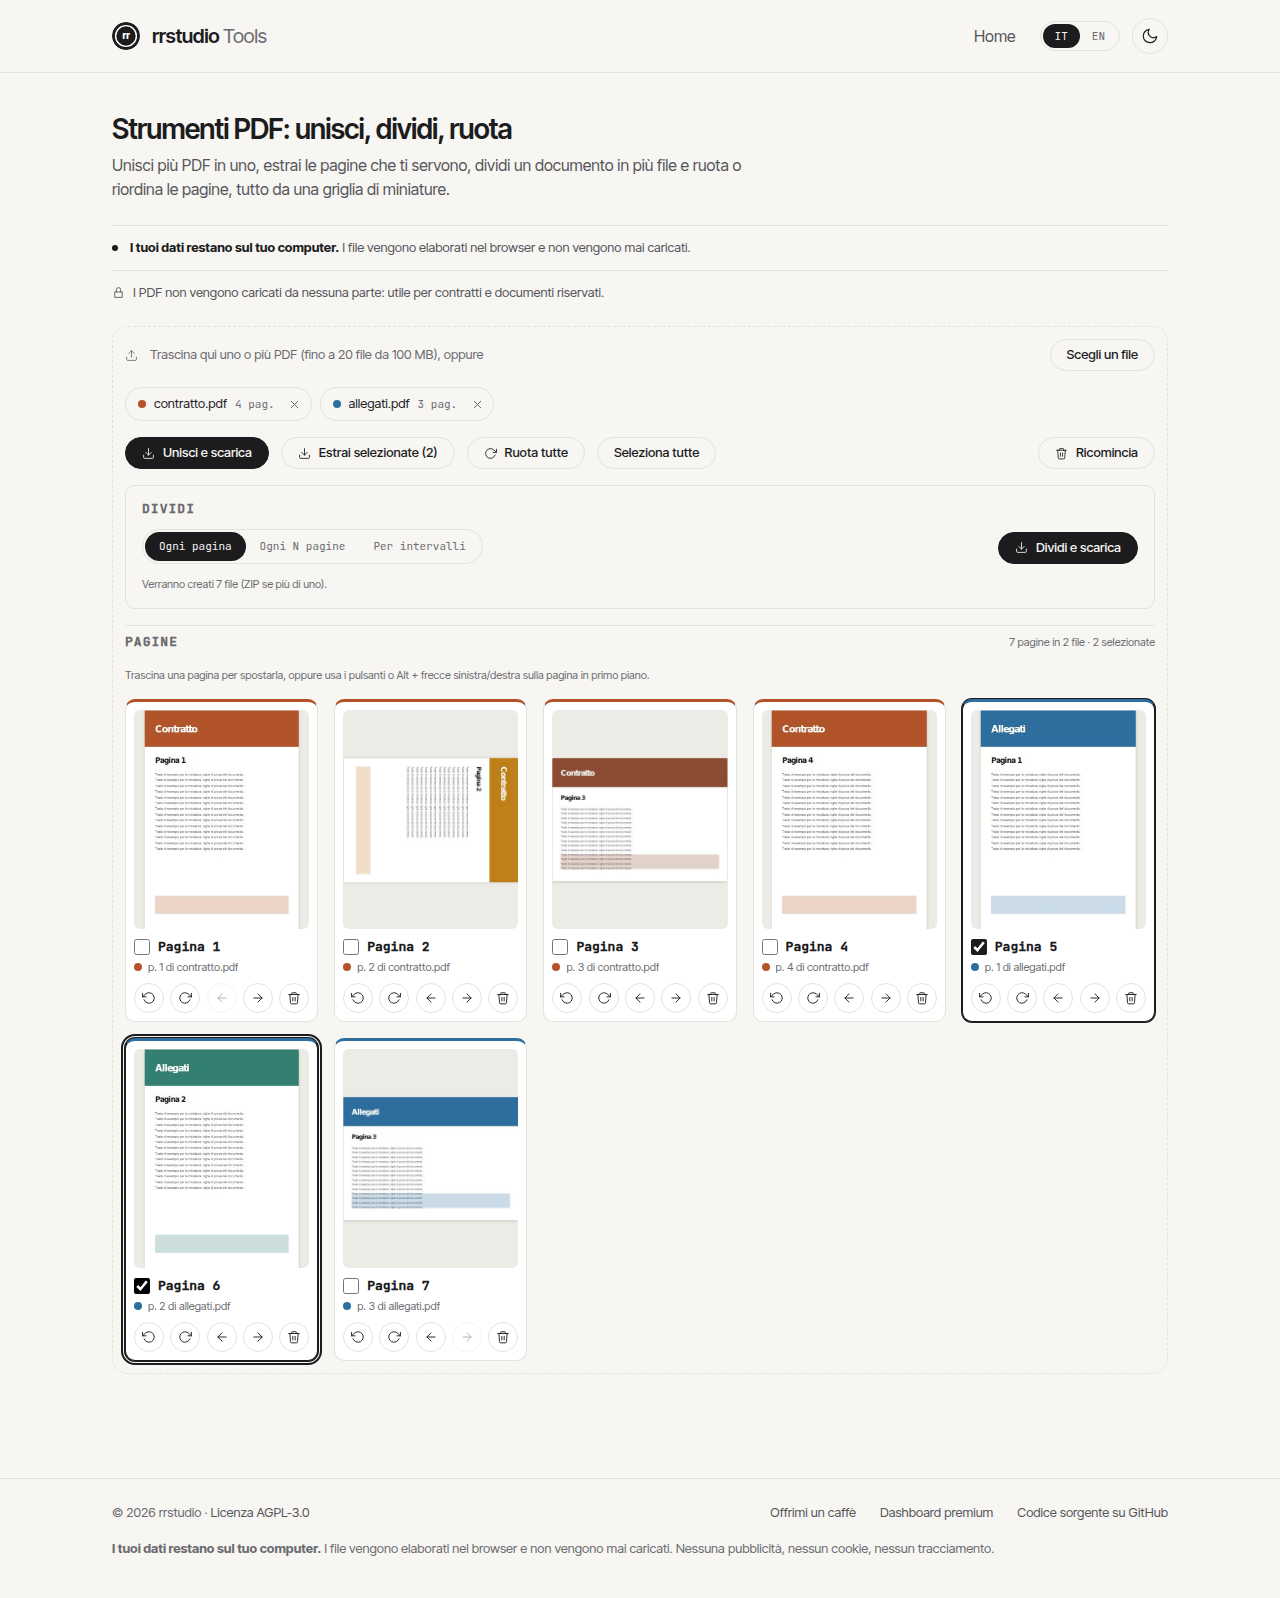 rr rrstudio Tools
Home
IT EN
Strumenti PDF: unisci, dividi, ruota
Unisci più PDF in uno, estrai le pagine che ti servono, dividi un documento in più file e ruota o
riordina le pagine, tutto da una griglia di miniature.
I tuoi dati restano sul tuo computer. I file vengono elaborati nel browser e non vengono mai caricati.
I PDF non vengono caricati da nessuna parte: utile per contratti e documenti riservati.
Trascina qui uno o più PDF (fino a 20 file da 100 MB), oppure
Scegli un file
contratto.pdf 4 pag.
allegati.pdf 3 pag.
Unisci e scarica
Estrai selezionate (2)
Ruota tutte
Seleziona tutte
Ricomincia
DIVIDI
Ogni pagina
Ogni N pagine
Per intervalli
Dividi e scarica
Verranno creati 7 file (ZIP se più di uno).
PAGINE
7 pagine in 2 file · 2 selezionate
Trascina una pagina per spostarla, oppure usa i pulsanti o Alt + frecce sinistra/destra sulla pagina in primo piano.
Contratto
Pagina 1
Pagina 1
p. 1 di contratto.pdf
Contratto
Pagina 2
Pagina 2
p. 2 di contratto.pdf
Contratto
Pagina 3
Pagina 3
p. 3 di contratto.pdf
Contratto
Pagina 4
Pagina 4
p. 4 di contratto.pdf
Allegati
Pagina 1
Pagina 5
p. 1 di allegati.pdf
Allegati
Pagina 2
Pagina 6
p. 2 di allegati.pdf
Allegati
Pagina 3
Pagina 7
p. 3 di allegati.pdf
© 2026 rrstudio · Licenza AGPL-3.0
Offrimi un caffè
Dashboard premium
Codice sorgente su GitHub
I tuoi dati restano sul tuo computer. I file vengono elaborati nel browser e non vengono mai caricati. Nessuna pubblicità, nessun cookie, nessun tracciamento.